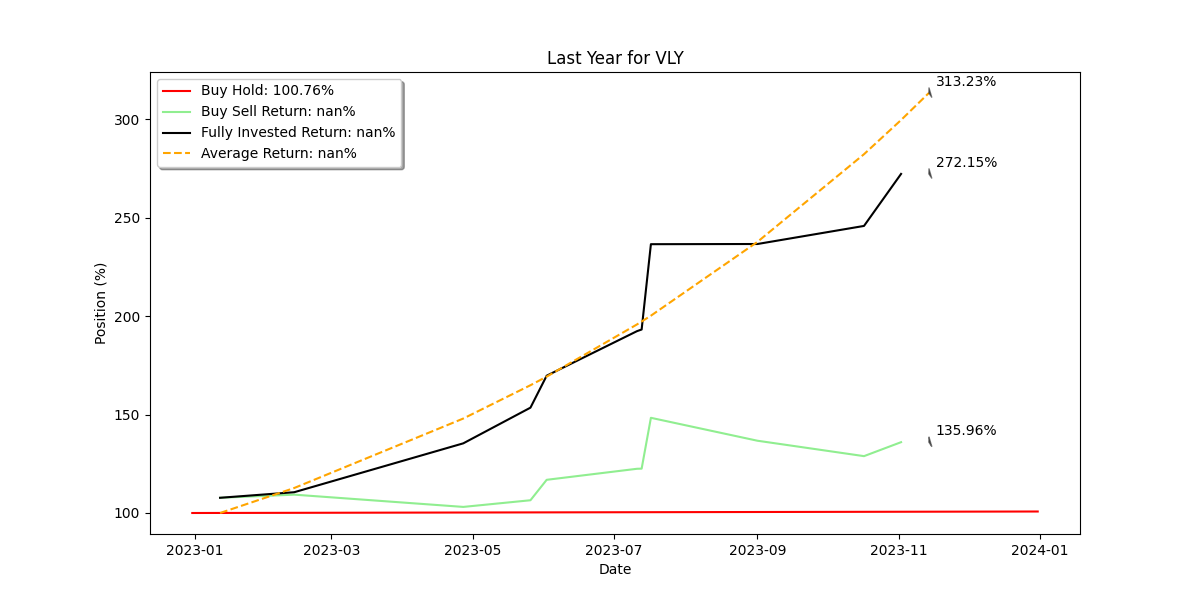 Last Year for VLY
Buy Hold: 100.76%
Buy Sell Return: nan%
Fully Invested Return: nan%
Average Return: nan%
313.23%
272.15%
135.96%
Position (%)
300
250
200
150
100
2023-01
2023-03
2023-05
2023-07
2023-09
2023-11
2024-01
Date